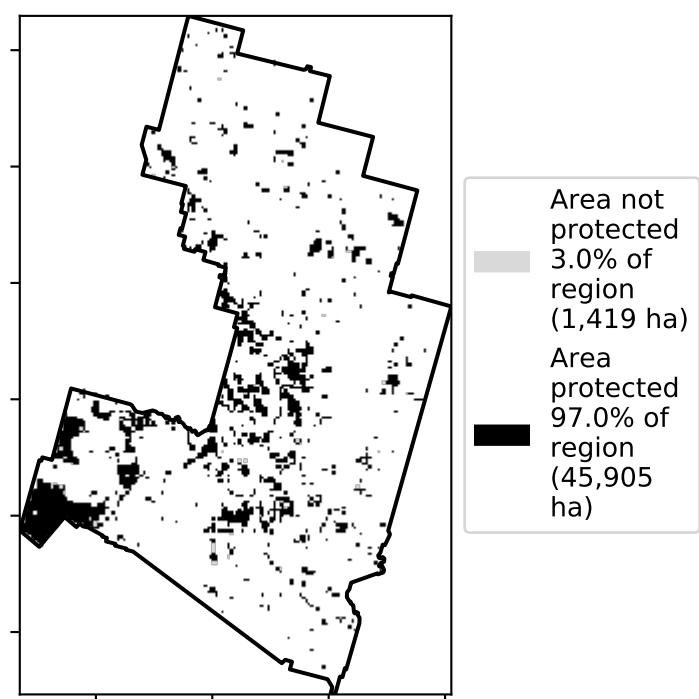 Area not
protected
3.0% of
region
(1,419 ha)
Area
protected
97.0% of
region
(45,905
ha)